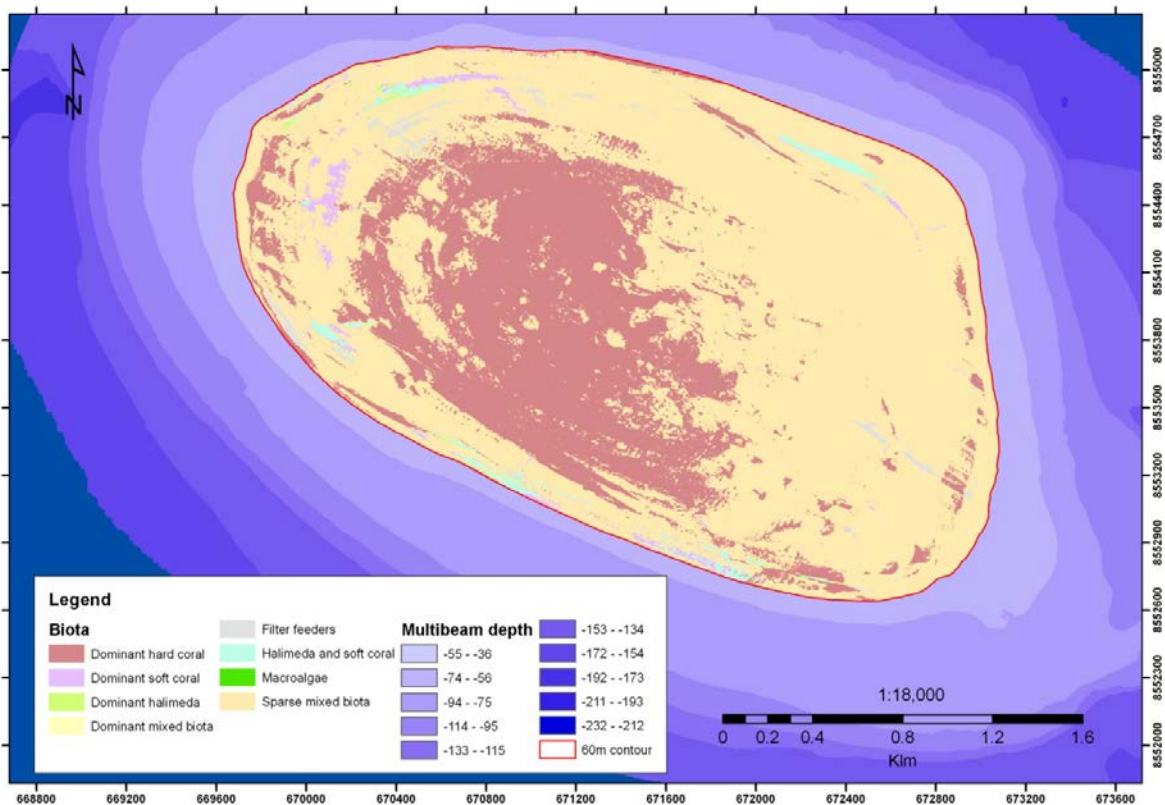 N
8555000
8554700
8554400
8554100
8553800
8553500
8553200
8552900
8552600
8552300
8552000
Legend
Biota
Dominant hard coral
Dominant soft coral
Dominant halimeda
Dominant mixed biota
Filter feeders
Halimeda and soft coral
Macroalgae
Sparse mixed biota
Multibeam depth
-55 - -36
-74 - -56
-94 - -75
-114 - -95
-133 - -115
-153 - -134
-172 - -154
-192 - -173
-211 - -193
-232 - -212
60m contour
1:18,000
0 0.2 0.4 0.8 1.2 1.6
Klm
668800 669200 669600 670000 670400 670800 671200 671600 672000 672400 672800 673200 673600